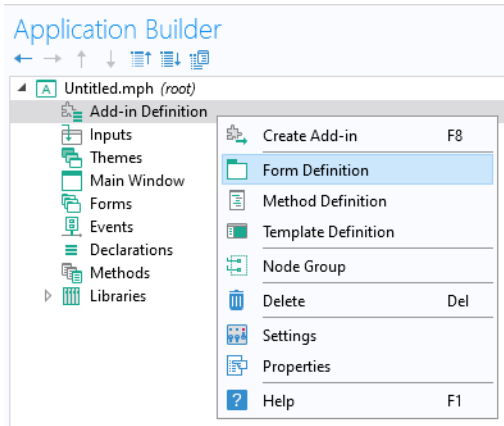 Application Builder
A Untitled.mph (root)
Add-in Definition
Inputs
Themes
Main Window
Forms
Events
Declarations
Methods
Libraries
Create Add-in F8
Form Definition
Method Definition
Template Definition
Node Group
Delete Del
Settings
Properties
? Help F1